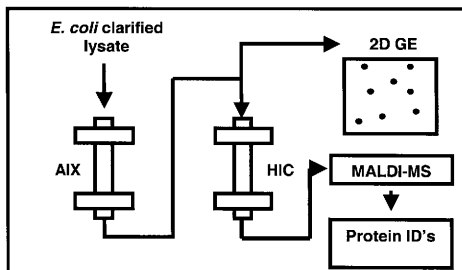 E. coli clarified
lysate
2D GE
AIX
HIC
MALDI-MS
Protein ID's